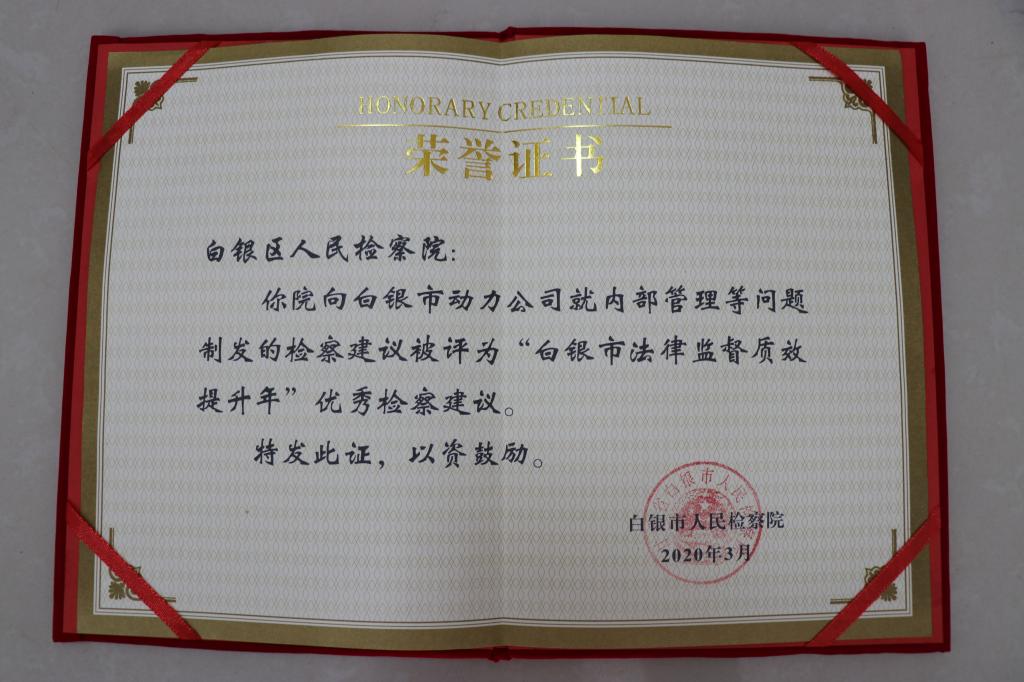 HONORARY CREDENTIAL
荣誉证书
白银区人民检察院:
你院向白银市动力公司就内部管理等问题
制发的检察建议被评为“白银市法律监督质效
提升年”优秀检察建议。
特发此证，以资鼓励。
白银市人民检察院
2020年3月